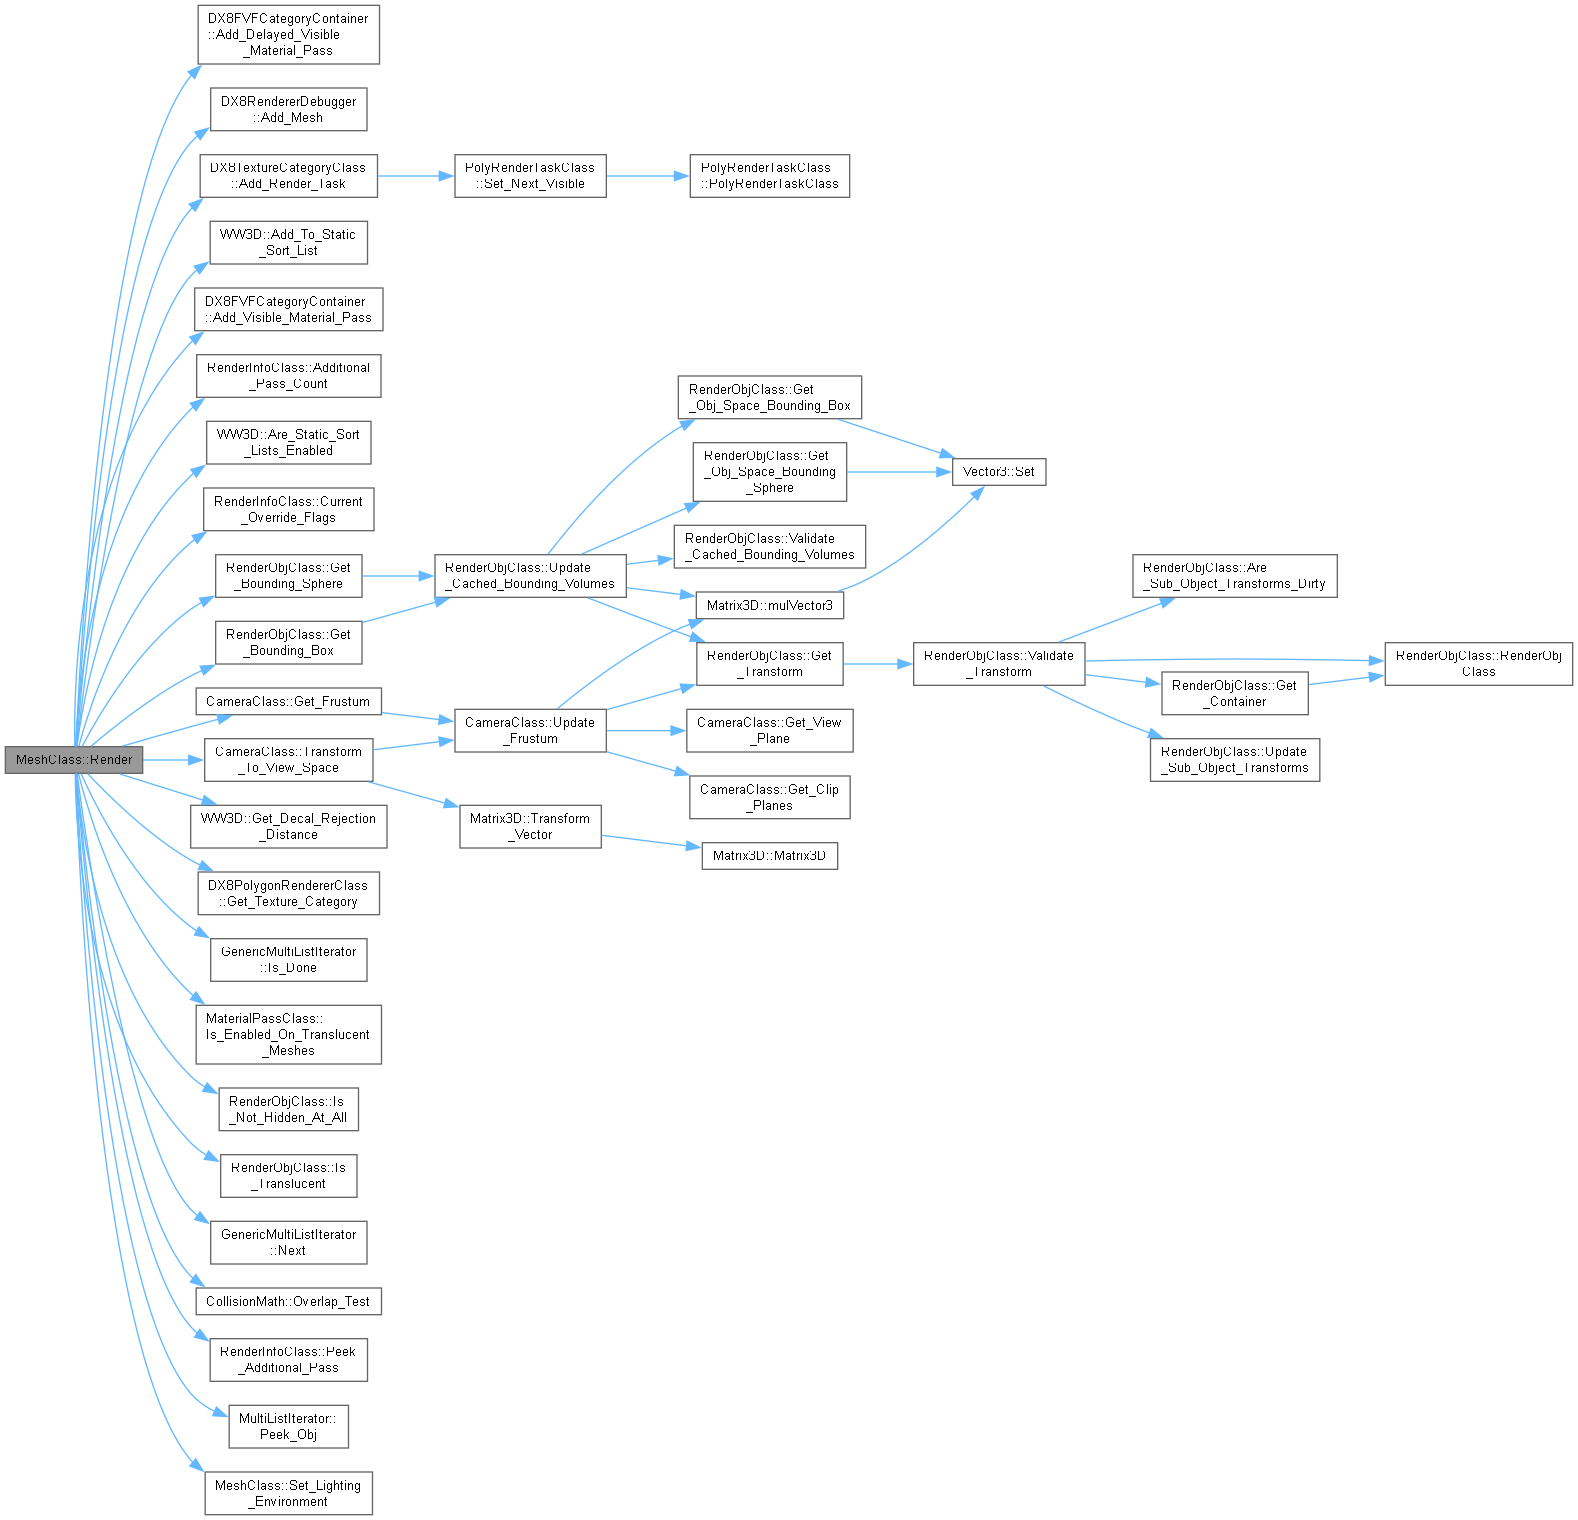 DX8FVFCategoryContainer
::Add_Delayed_Visible
_Material_Pass
DX8RendererDebugger
::Add_Mesh
DX8TextureCategoryClass
::Add_Render_Task
PolyRenderTaskClass
::Set_Next_Visible
PolyRenderTaskClass
::PolyRenderTaskClass
WW3D::Add_To_Static
_Sort_List
DX8FVFCategoryContainer
::Add_Visible_Material_Pass
RenderInfoClass::Additional
_Pass_Count
WW3D::Are_Static_Sort
_Lists_Enabled
RenderInfoClass::Current
_Override_Flags
RenderObjClass::Get
_Bounding_Sphere
RenderObjClass::Get
_Bounding_Box
CameraClass::Get_Frustum
MeshClass::Render
CameraClass::Transform
_To_View_Space
WW3D::Get_Decal_Rejection
_Distance
DX8PolygonRendererClass
::Get_Texture_Category
GenericMultiListIterator
::Is_Done
MaterialPassClass::
Is_Enabled_On_Translucent
_Meshes
RenderObjClass::Is
_Not_Hidden_At_All
RenderObjClass::Is
_Translucent
GenericMultiListIterator
::Next
CollisionMath::Overlap_Test
RenderInfoClass::Peek
_Additional_Pass
MultiListIterator::
Peek_Obj
MeshClass::Set_Lighting
_Environment
RenderObjClass::Update
_Cached_Bounding_Volumes
CameraClass::Update
_Frustum
Matrix3D::Transform
_Vector
RenderObjClass::Get
_Obj_Space_Bounding_Box
RenderObjClass::Get
_Obj_Space_Bounding
_Sphere
RenderObjClass::Validate
_Cached_Bounding_Volumes
Matrix3D::mulVector3
RenderObjClass::Get
_Transform
CameraClass::Get_View
_Plane
CameraClass::Get_Clip
_Planes
Matrix3D::Matrix3D
Vector3::Set
RenderObjClass::Validate
_Transform
RenderObjClass::Are
_Sub_Object_Transforms_Dirty
RenderObjClass::Get
_Container
RenderObjClass::Update
_Sub_Object_Transforms
RenderObjClass::RenderObj
Class